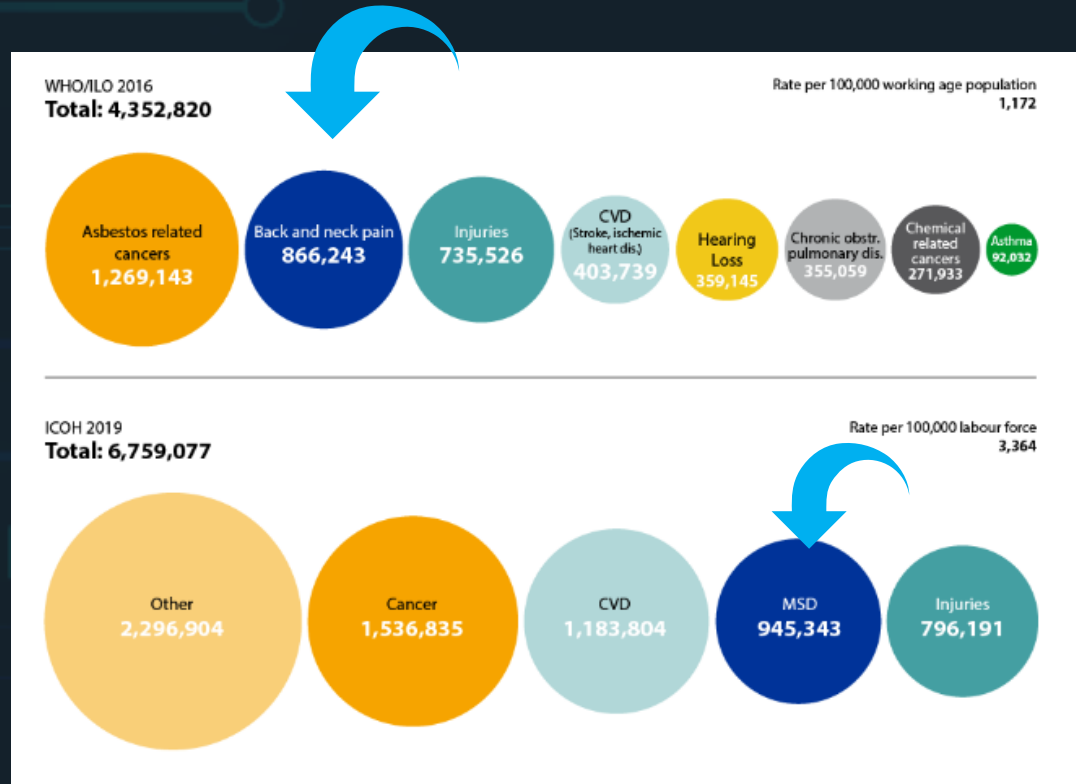 WHO/ILO 2016
Total: 4,352,820
Rate per 100,000 working age population
1,172
Asbestos related
cancers
1,269,143
Back and neck pain
866,243
Injuries
735,526
CVD
(Stroke, ischemic
heart dis.)
403,739
Hearing
Loss
359,145
Chronic obstr.
pulmonary dis.
355,059
Chemical
related
cancers
271,933
Asthma
92,032
ICOH 2019
Total: 6,759,077
Rate per 100,000 labour force
3,364
Other
2,296,904
Cancer
1,536,835
CVD
1,183,804
MSD
945,343
Injuries
796,191